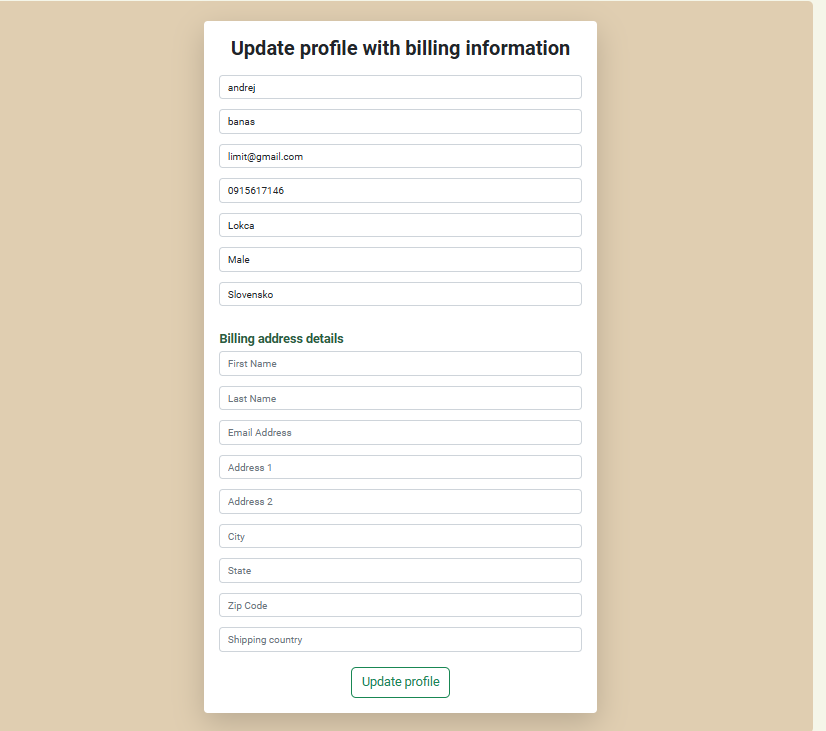 Update profile with billing information
andrej
banas
limit@gmail.com
0915617146
Lokca
Male
Slovensko
Billing address details
First Name
Last Name
Email Address
Address 1
Address 2
City
State
Zip Code
Shipping country
Update profile